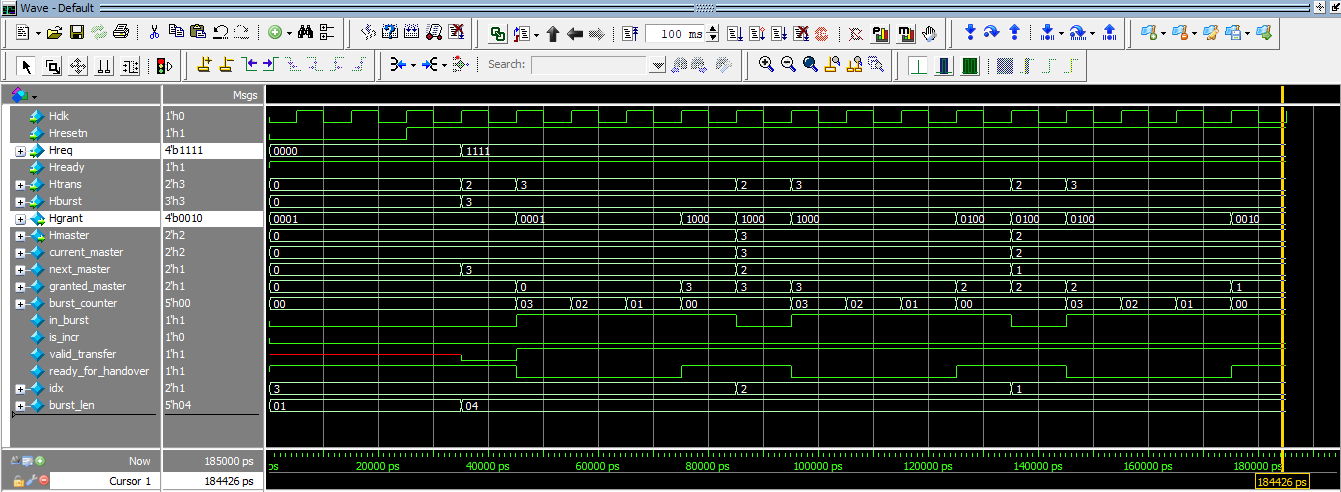 Wave - Default
100 ms
Search:
Msgs
Hclk 1'h0
Hresetn 1'h1
Hreq 4'b1111 0000 1111
Hready 1'h1
Htrans 2'h3 0 2 3 2 3 2 3
Hburst 3'h3 0 3
Hgrant 4'b0010 0001 0001 1000 1000 1000 0100 0100 0100 0010
Hmaster 2'h2 0 3 2
current_master 2'h2 0 3 2
next_master 2'h1 0 3 2 1
granted_master 2'h1 0 0 3 3 3 2 2 2 1
burst_counter 5'h00 00 03 02 01 00 03 02 01 00 03 02 01 00
in_burst 1'h1
is_incr 1'h0
valid_transfer 1'h1
ready_for_handover 1'h1
idx 2'h1 3 2 1
burst_len 5'h04 01 04
Now 185000 ps ps 20000 ps 40000 ps 60000 ps 80000 ps 100000 ps 120000 ps 140000 ps 160000 ps 180000 ps
Cursor 1 184426 ps 184426 ps